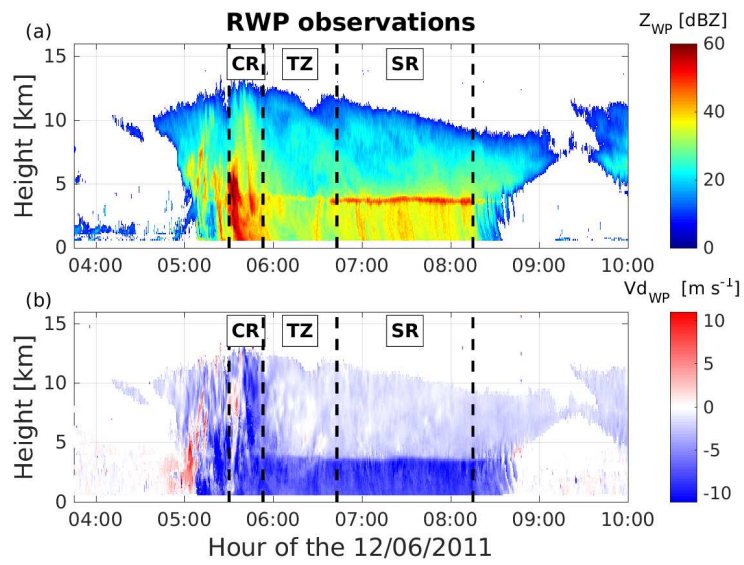 RWP observations
(a)
Z_WP [dBZ]
CR TZ SR
Height [km]
15
10
5
0
04:00 05:00 06:00 07:00 08:00 09:00 10:00
60
40
20
0
(b)
Vd_WP [m s⁻¹]
CR TZ SR
Height [km]
15
10
5
0
04:00 05:00 06:00 07:00 08:00 09:00 10:00
10
5
0
-5
-10
Hour of the 12/06/2011